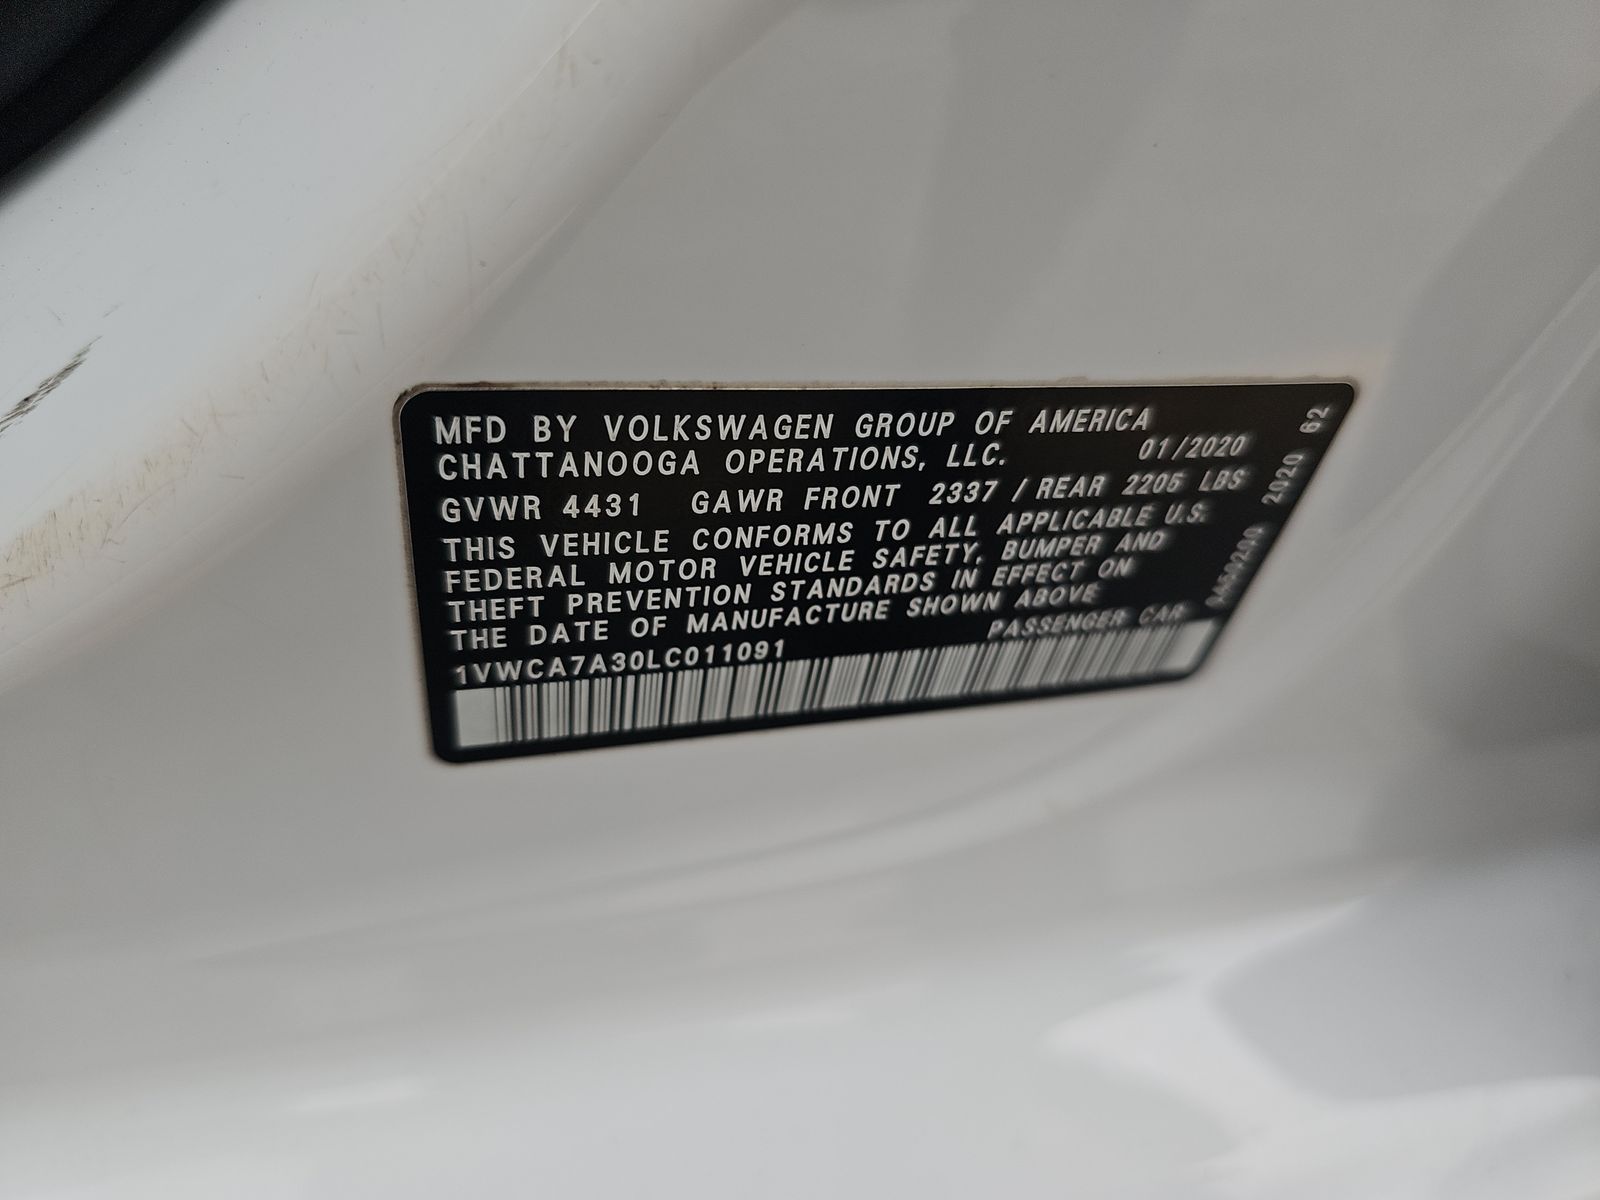 MFD BY VOLKSWAGEN GROUP OF AMERICA
CHATTANOOGA OPERATIONS, LLC. 01/2020
GVWR 4431 GAWR FRONT 2337 / REAR 2205 LBS
THIS VEHICLE CONFORMS TO ALL APPLICABLE U.S.
FEDERAL MOTOR VEHICLE SAFETY, BUMPER AND
THEFT PREVENTION STANDARDS IN EFFECT ON
THE DATE OF MANUFACTURE SHOWN ABOVE
1VWCA7A30LC011091 PASSENGER CAR
2020 62